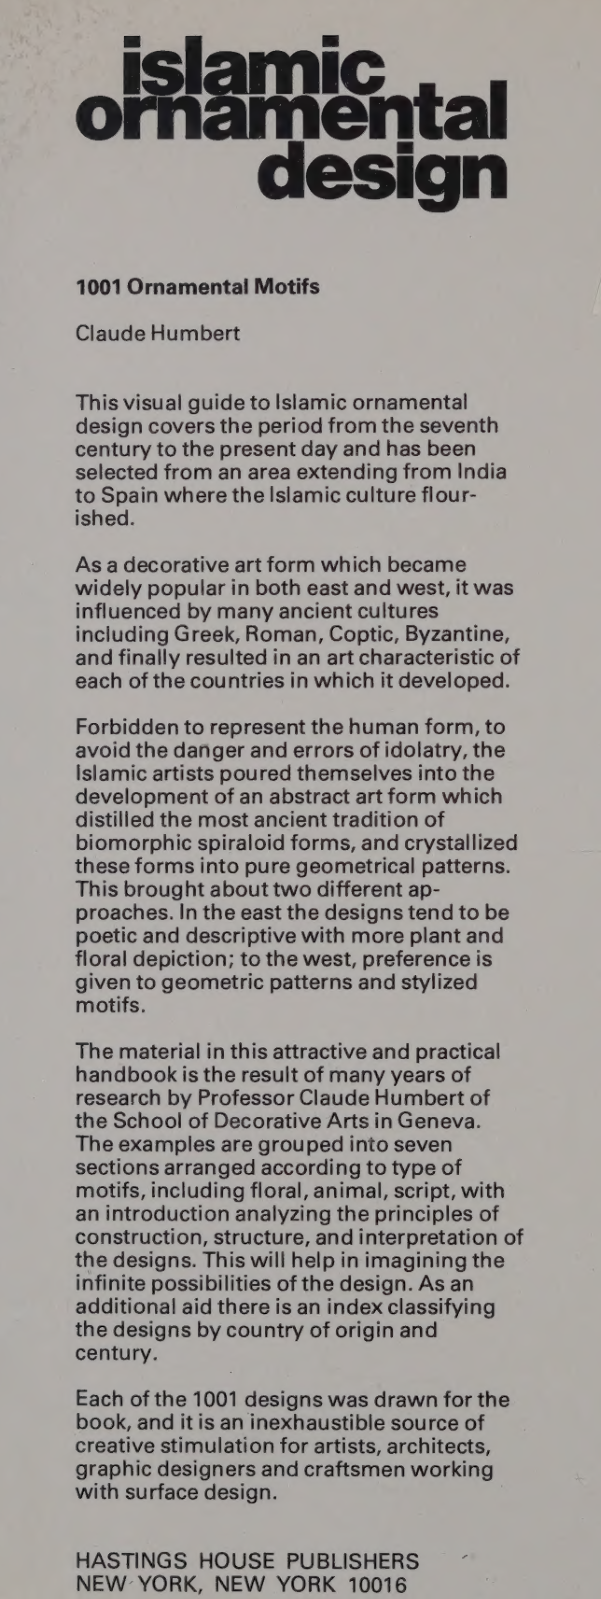 islamic
ornamental
design
1001 Ornamental Motifs
Claude Humbert
This visual guide to Islamic ornamental
design covers the period from the seventh
century to the present day and has been
selected from an area extending from India
to Spain where the Islamic culture flour-
ished.
As a decorative art form which became
widely popular in both east and west, it was
influenced by many ancient cultures
including Greek, Roman, Coptic, Byzantine,
and finally resulted in an art characteristic of
each of the countries in which it developed.
Forbidden to represent the human form, to
avoid the danger and errors of idolatry, the
Islamic artists poured themselves into the
development of an abstract art form which
distilled the most ancient tradition of
biomorphic spiraloid forms, and crystallized
these forms into pure geometrical patterns.
This brought about two different ap-
proaches. In the east the designs tend to be
poetic and descriptive with more plant and
floral depiction; to the west, preference is
given to geometric patterns and stylized
motifs.
The material in this attractive and practical
handbook is the result of many years of
research by Professor Claude Humbert of
the School of Decorative Arts in Geneva.
The examples are grouped into seven
sections arranged according to type of
motifs, including floral, animal, script, with
an introduction analyzing the principles of
construction, structure, and interpretation of
the designs. This will help in imagining the
infinite possibilities of the design. As an
additional aid there is an index classifying
the designs by country of origin and
century.
Each of the 1001 designs was drawn for the
book, and it is an inexhaustible source of
creative stimulation for artists, architects,
graphic designers and craftsmen working
with surface design.
HASTINGS HOUSE PUBLISHERS
NEW YORK, NEW YORK 10016